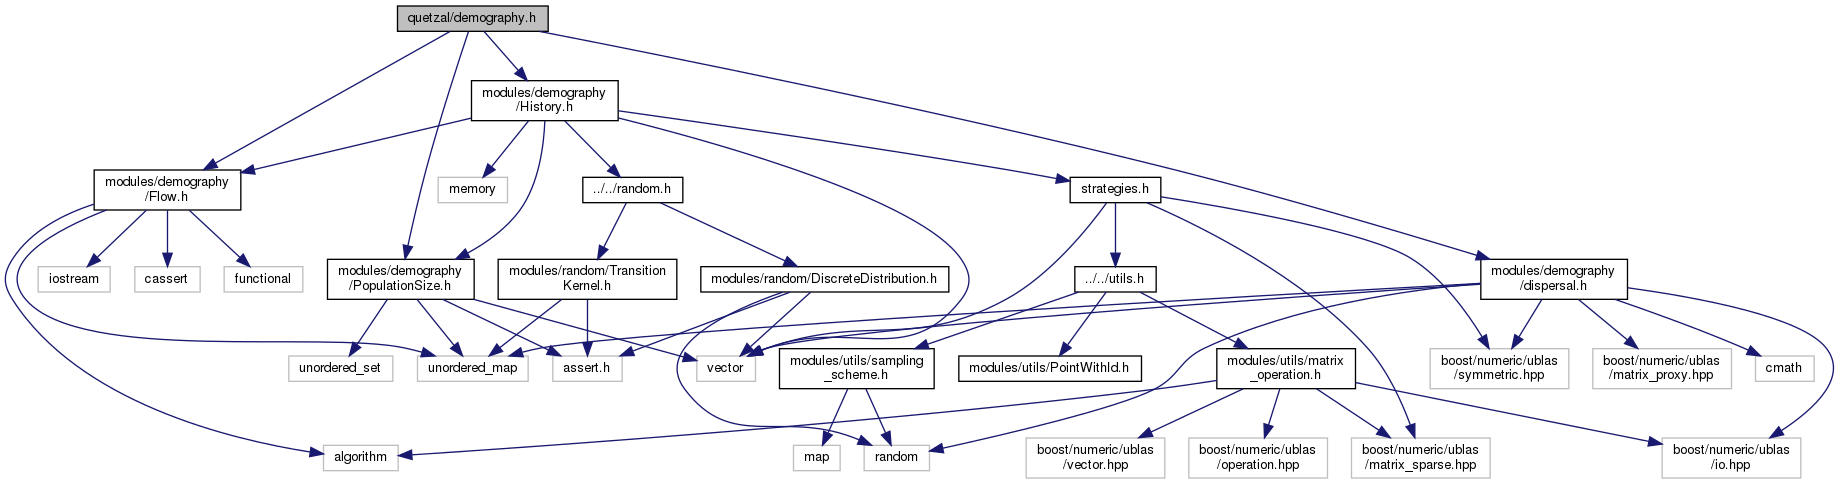 quetzal/demography.h
modules/demography
/History.h
modules/demography
/Flow.h
memory
../../random.h
strategies.h
iostream
cassert
functional
modules/demography
/PopulationSize.h
modules/random/Transition
Kernel.h
modules/random/DiscreteDistribution.h
../../utils.h
modules/demography
/dispersal.h
unordered_set
unordered_map
assert.h
vector
modules/utils/sampling
_scheme.h
modules/utils/PointWithId.h
modules/utils/matrix
_operation.h
boost/numeric/ublas
/symmetric.hpp
boost/numeric/ublas
/matrix_proxy.hpp
cmath
algorithm
map
random
boost/numeric/ublas
/vector.hpp
boost/numeric/ublas
/operation.hpp
boost/numeric/ublas
/matrix_sparse.hpp
boost/numeric/ublas
/io.hpp